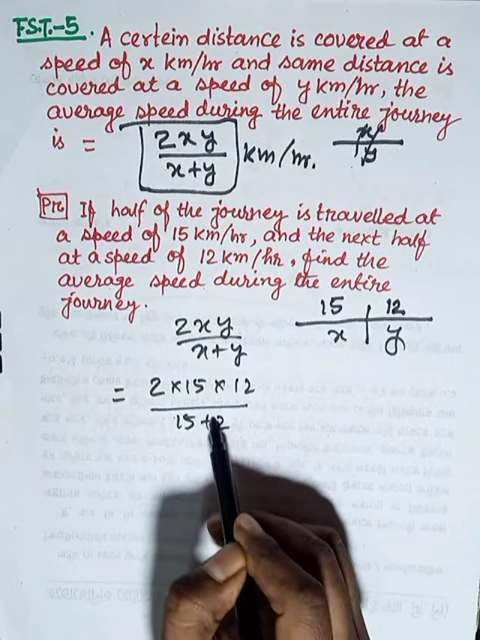 F.S.T.-5. A certein distance is covered at a
speed of x km/hr and same distance is
covered at a speed of y km/hr, the
average speed during the entire journey
is = 2xy/x+y km/hr.
x | y
Pr. If half of the journey is travelled at
a speed of 15 km/hr, and the next half
at a speed of 12 km/hr, find the
average speed during the entire
journey.
15 | 12
x | y
2xy/x+y
= 2×15×12/15+2